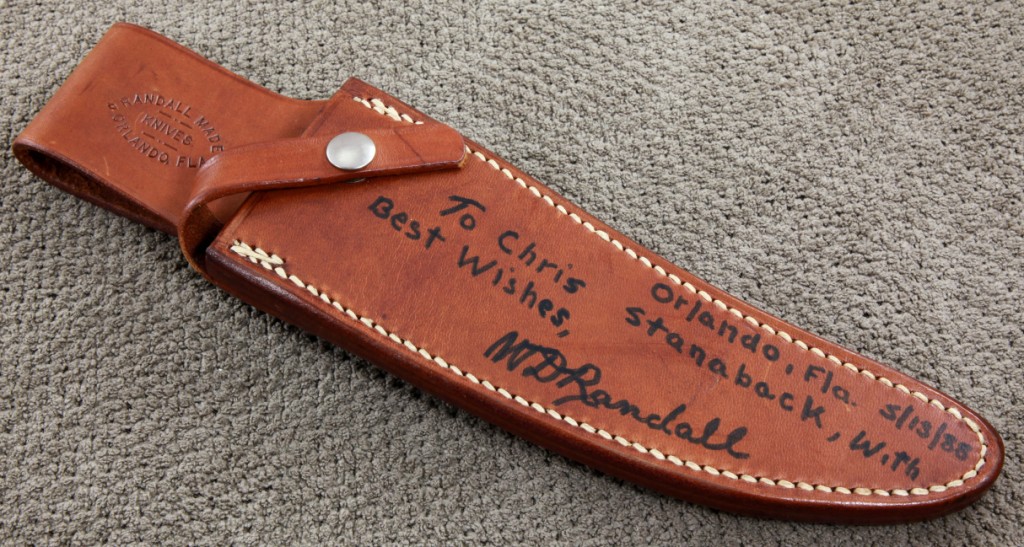 RANDALL MADE
KNIVES
ORLANDO, FLA
Orlando, Fla. 5/13/88
To Chris Stanaback, With
Best Wishes,
WDRandall